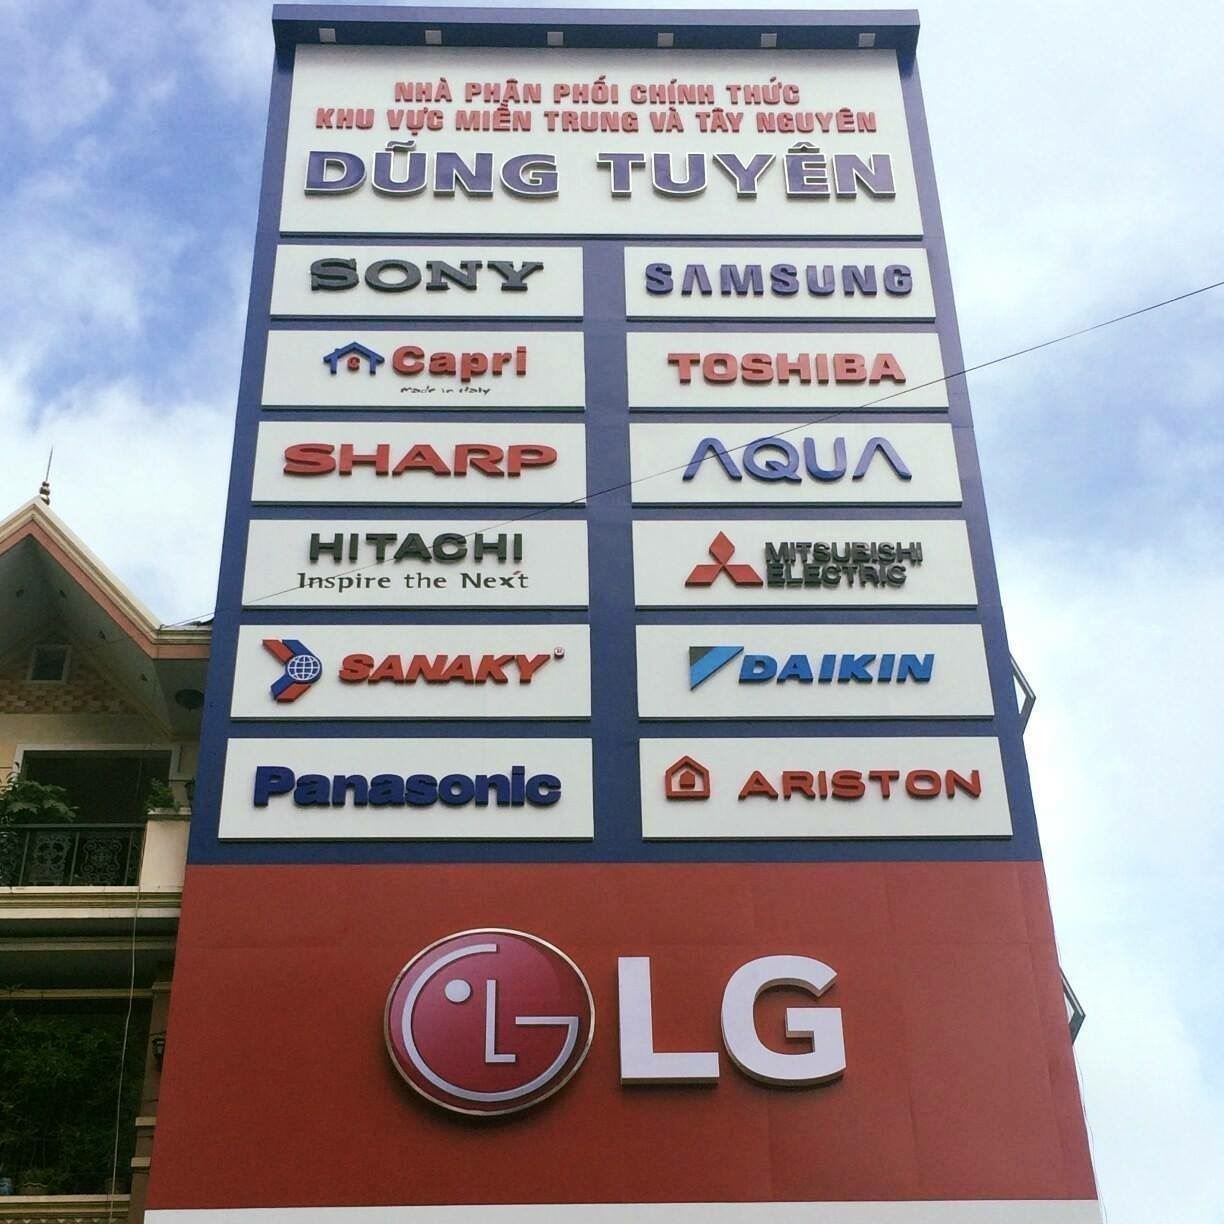 NHÀ PHÂN PHỐI CHÍNH THỨC
KHU VỰC MIỀN TRUNG VÀ TÂY NGUYÊN
DŨNG TUYÊN
SONY
SAMSUNG
Capri
made in italy
TOSHIBA
SHARP
AQUA
HITACHI
Inspire the Next
MITSUBISHI
ELECTRIC
SANAKY
DAIKIN
Panasonic
ARISTON
LG